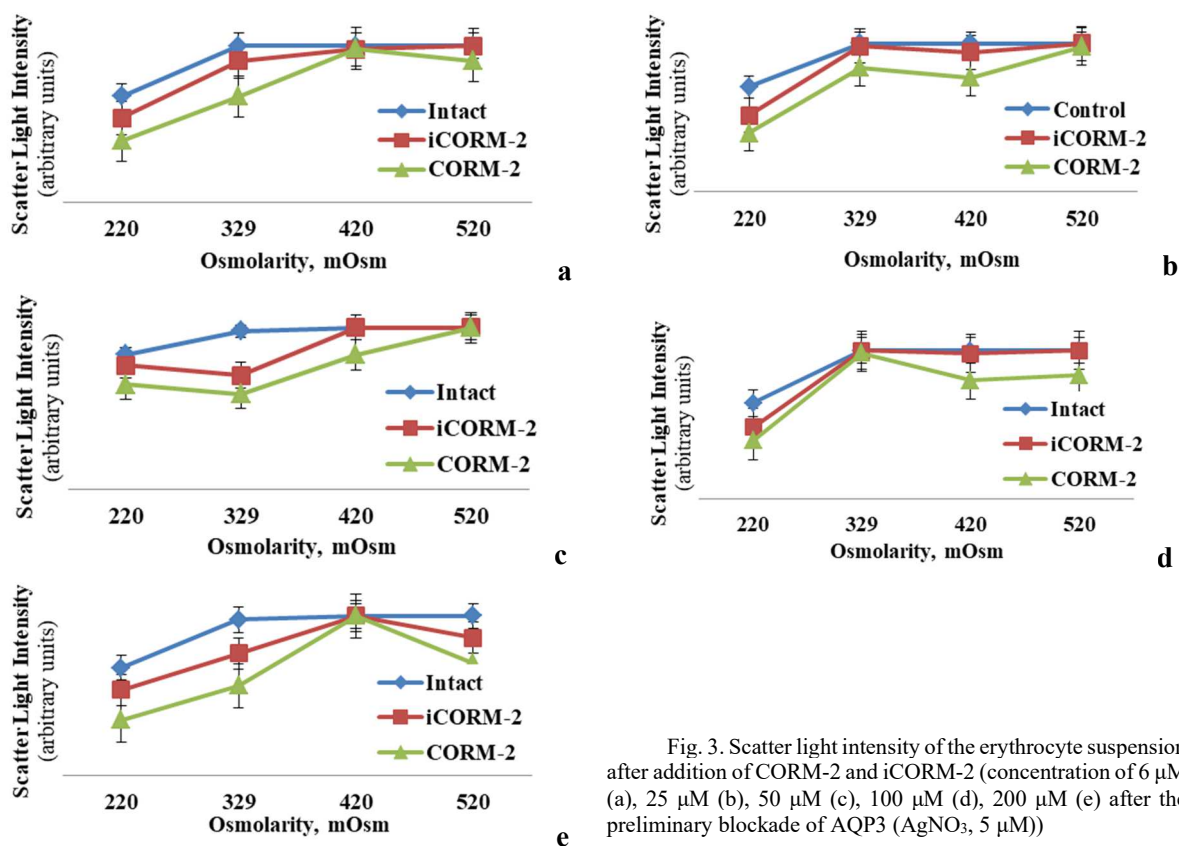 Scatter Light Intensity
(arbitrary units)
Intact
iCORM-2
CORM-2
220 329 420 520
Osmolarity, mOsm
a
Scatter Light Intensity
(arbitrary units)
Control
iCORM-2
CORM-2
220 329 420 520
Osmolarity, mOsm
b
Scatter Light Intensity
(arbitrary units)
Intact
iCORM-2
CORM-2
220 329 420 520
Osmolarity, mOsm
c
Scatter Light Intensity
(arbitrary units)
Intact
iCORM-2
CORM-2
220 329 420 520
Osmolarity, mOsm
d
Scatter Light Intensity
(arbitrary units)
Intact
iCORM-2
CORM-2
220 329 420 520
Osmolarity, mOsm
e
Fig. 3. Scatter light intensity of the erythrocyte suspension
after addition of CORM-2 and iCORM-2 (concentration of 6 μM
(a), 25 μM (b), 50 μM (c), 100 μM (d), 200 μM (e) after the
preliminary blockade of AQP3 (AgNO₃, 5 μM))